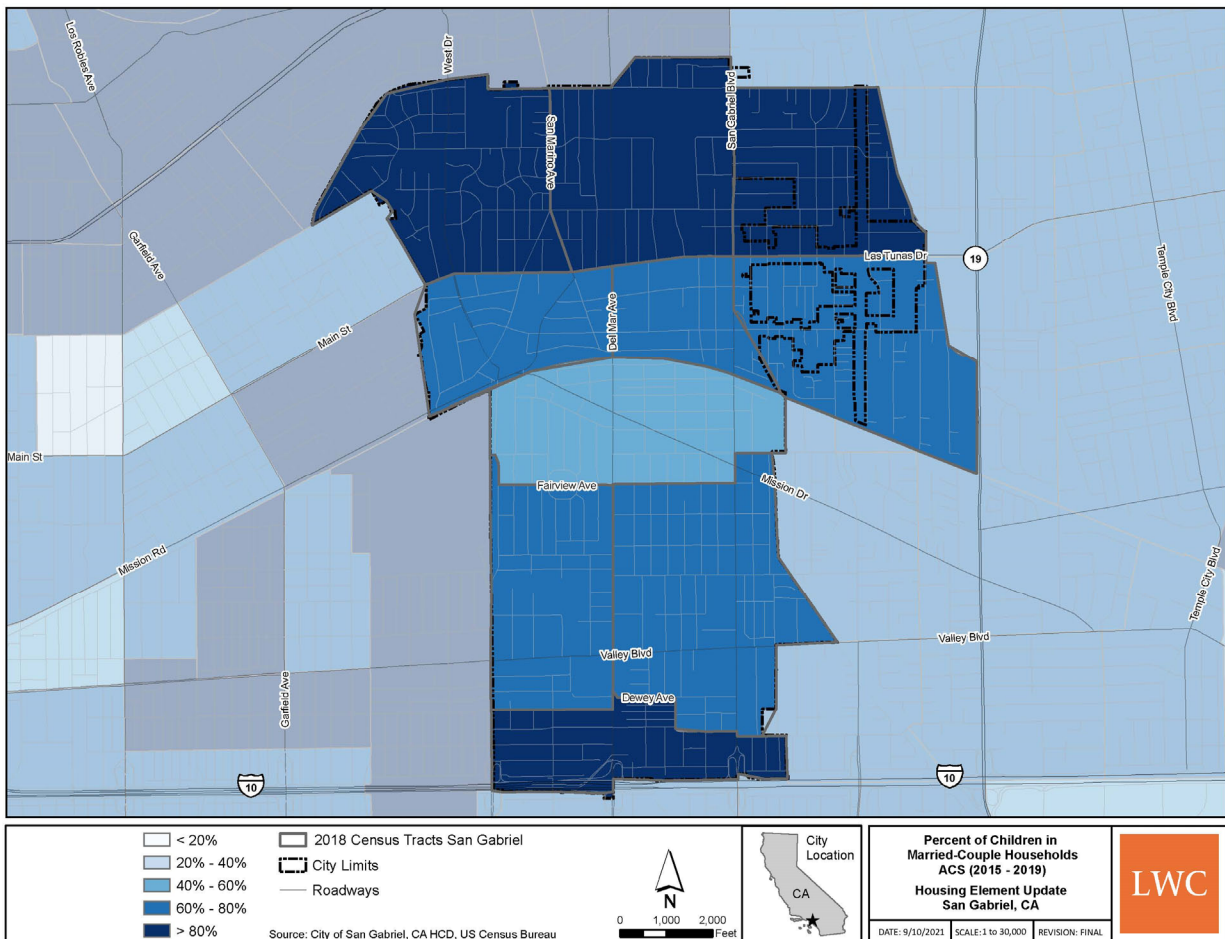 Los Robles Ave
West Dr
San Marino Ave
San Gabriel Blvd
Garfield Ave
Las Tunas Dr
19
Temple City Blvd
Main St
Del Mar Ave
Main St
Fairview Ave
Mission Dr
Mission Rd
Temple City Blvd
Valley Blvd
Valley Blvd
Dewey Ave
Garfield Ave
10
10
< 20%
20% - 40%
40% - 60%
60% - 80%
> 80%
2018 Census Tracts San Gabriel
City Limits
Roadways
Source: City of San Gabriel, CA HCD, US Census Bureau
N
0 1,000 2,000
Feet
City
Location
CA
Percent of Children in
Married-Couple Households
ACS (2015 - 2019)
Housing Element Update
San Gabriel, CA
DATE: 9/10/2021
SCALE:1 to 30,000
REVISION: FINAL
LWC